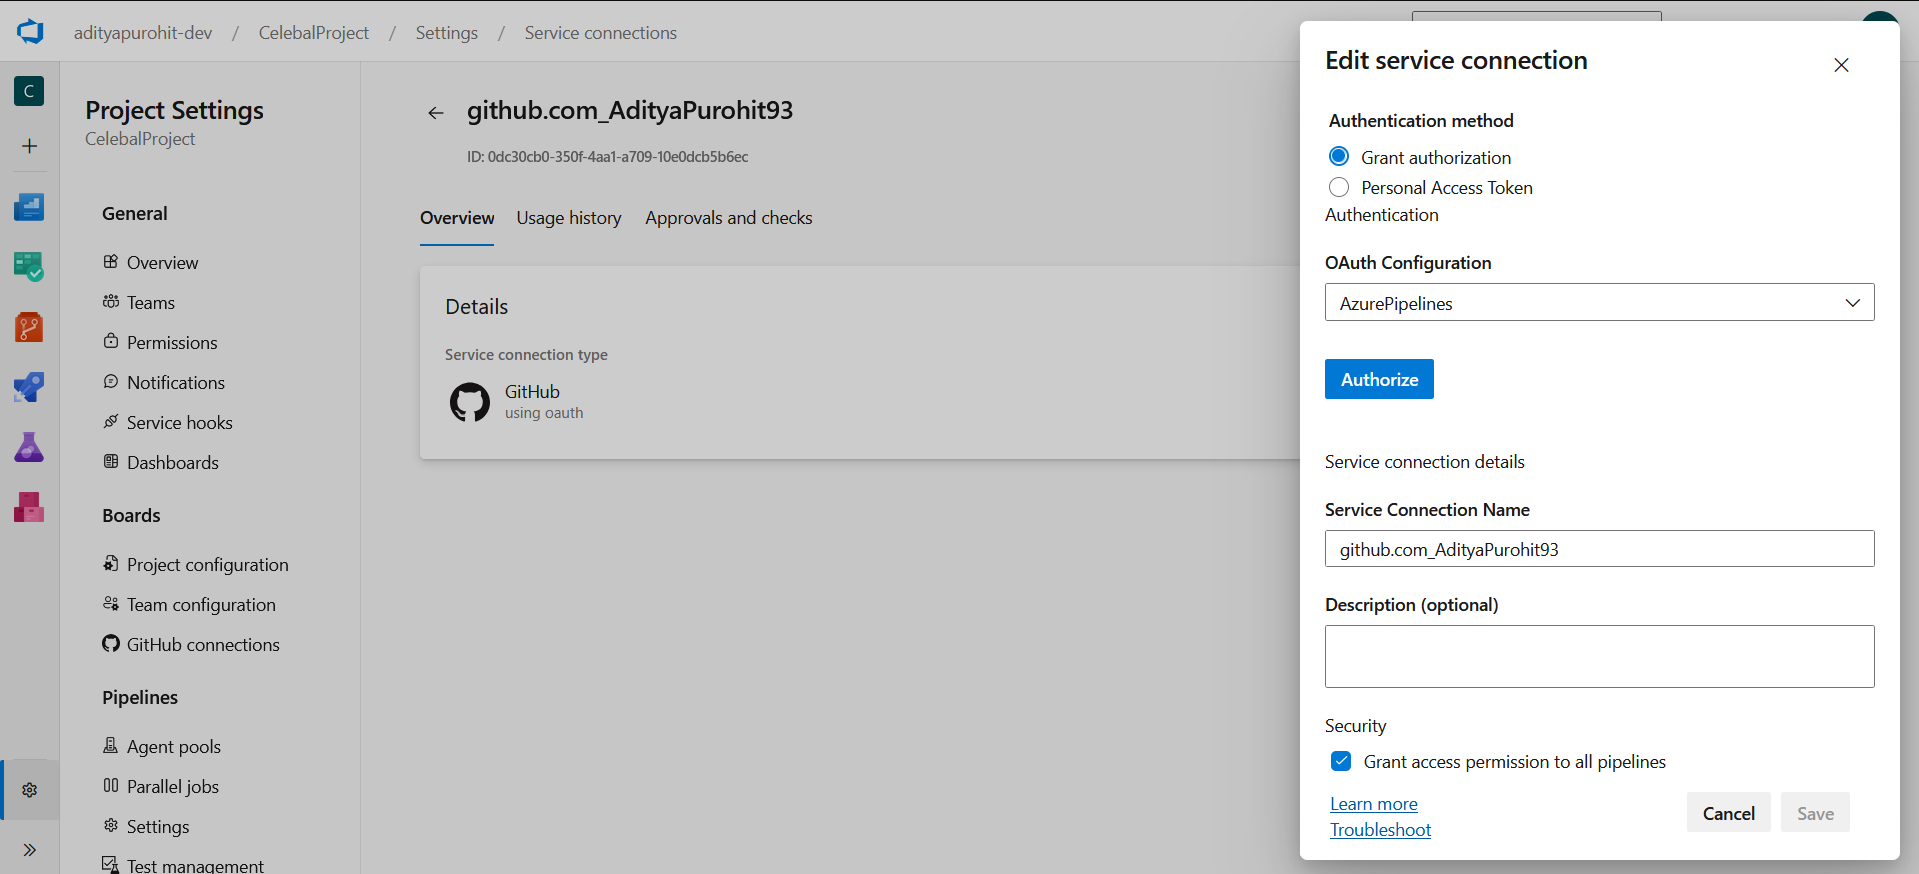 adityapurohit-dev / CelebalProject / Settings / Service connections
C
Project Settings
CelebalProject
General
Overview
Teams
Permissions
Notifications
Service hooks
Dashboards
Boards
Project configuration
Team configuration
GitHub connections
Pipelines
Agent pools
Parallel jobs
Settings
Test management
github.com_AdityaPurohit93
ID: 0dc30cb0-350f-4aa1-a709-10e0dcb5b6ec
Overview Usage history Approvals and checks
Details
Service connection type
GitHub
using oauth
Edit service connection
Authentication method
Grant authorization
Personal Access Token
Authentication
OAuth Configuration
AzurePipelines
Authorize
Service connection details
Service Connection Name
github.com_AdityaPurohit93
Description (optional)
Security
Grant access permission to all pipelines
Learn more
Troubleshoot
Cancel Save